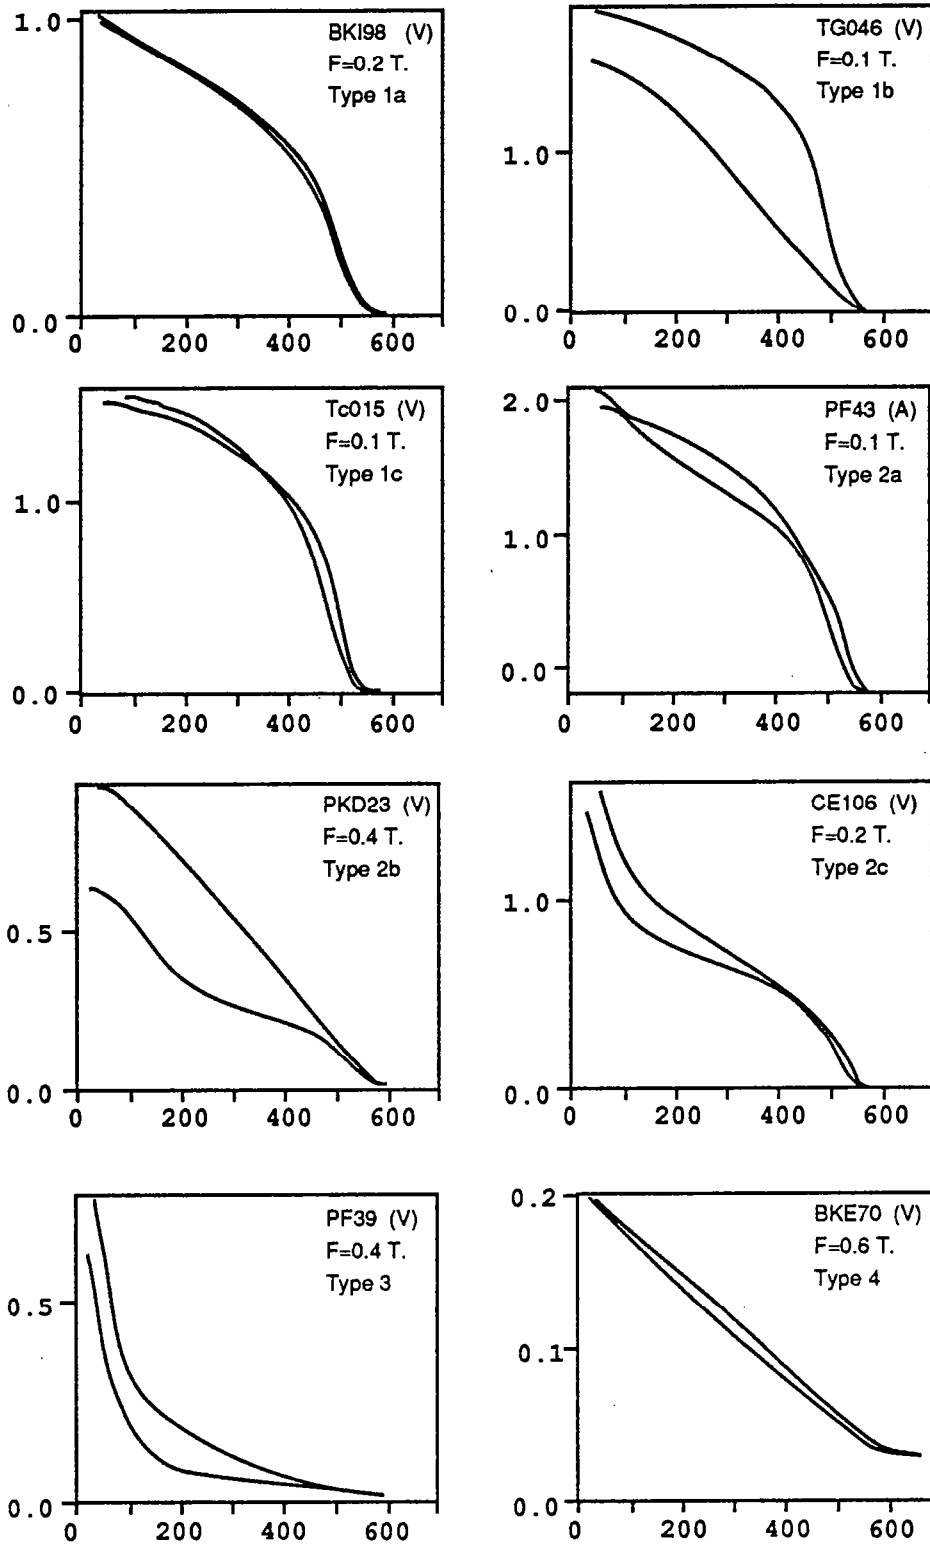 BKI98 (V)
F=0.2 T.
Type 1a
1.0
0.0
0 200 400 600
TG046 (V)
F=0.1 T.
Type 1b
1.0
0.0
0 200 400 600
Tc015 (V)
F=0.1 T.
Type 1c
1.0
0.0
0 200 400 600
PF43 (A)
F=0.1 T.
Type 2a
2.0
1.0
0.0
0 200 400 600
PKD23 (V)
F=0.4 T.
Type 2b
0.5
0.0
0 200 400 600
CE106 (V)
F=0.2 T.
Type 2c
1.0
0.0
0 200 400 600
PF39 (V)
F=0.4 T.
Type 3
0.5
0.0
0 200 400 600
0.2
BKE70 (V)
F=0.6 T.
Type 4
0.1
0.0
0 200 400 600